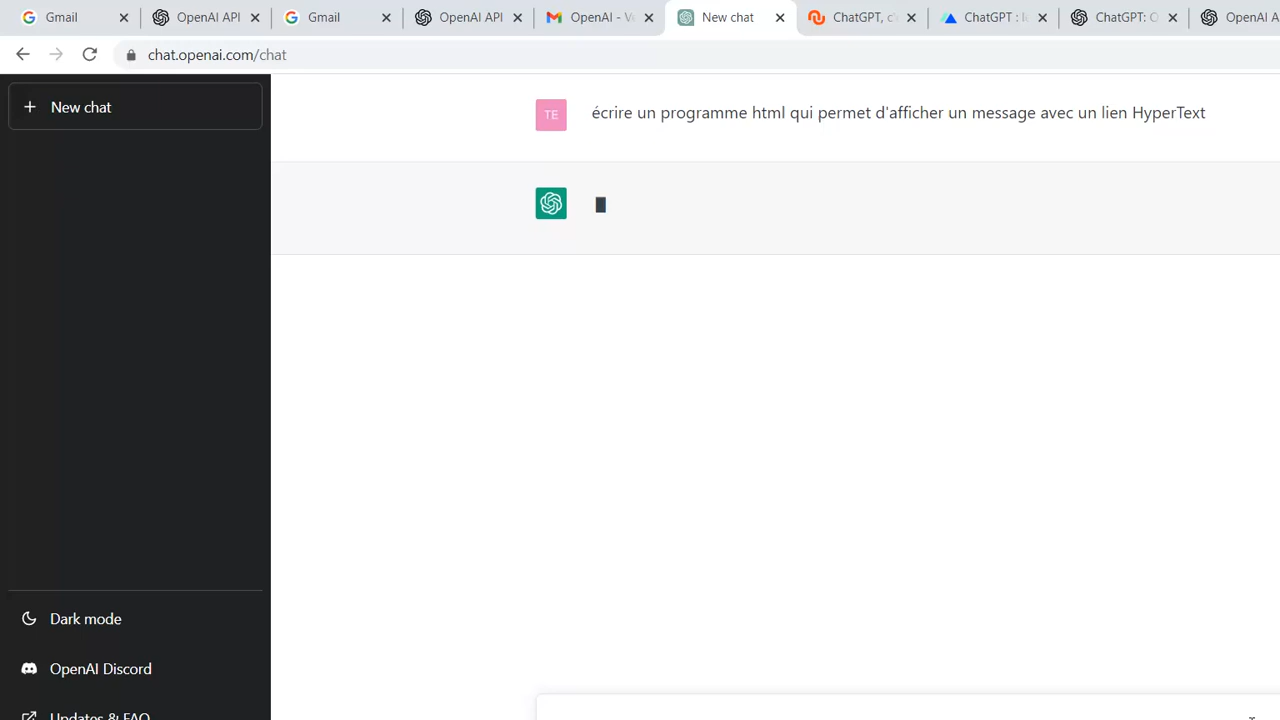 Gmail
OpenAI API
Gmail
OpenAI API
OpenAI - V
New chat
ChatGPT, c'
ChatGPT : l
ChatGPT: O
OpenAI A
chat.openai.com/chat
New chat
TE
écrire un programme html qui permet d'afficher un message avec un lien HyperText
Dark mode
OpenAI Discord
Updates & FAQ